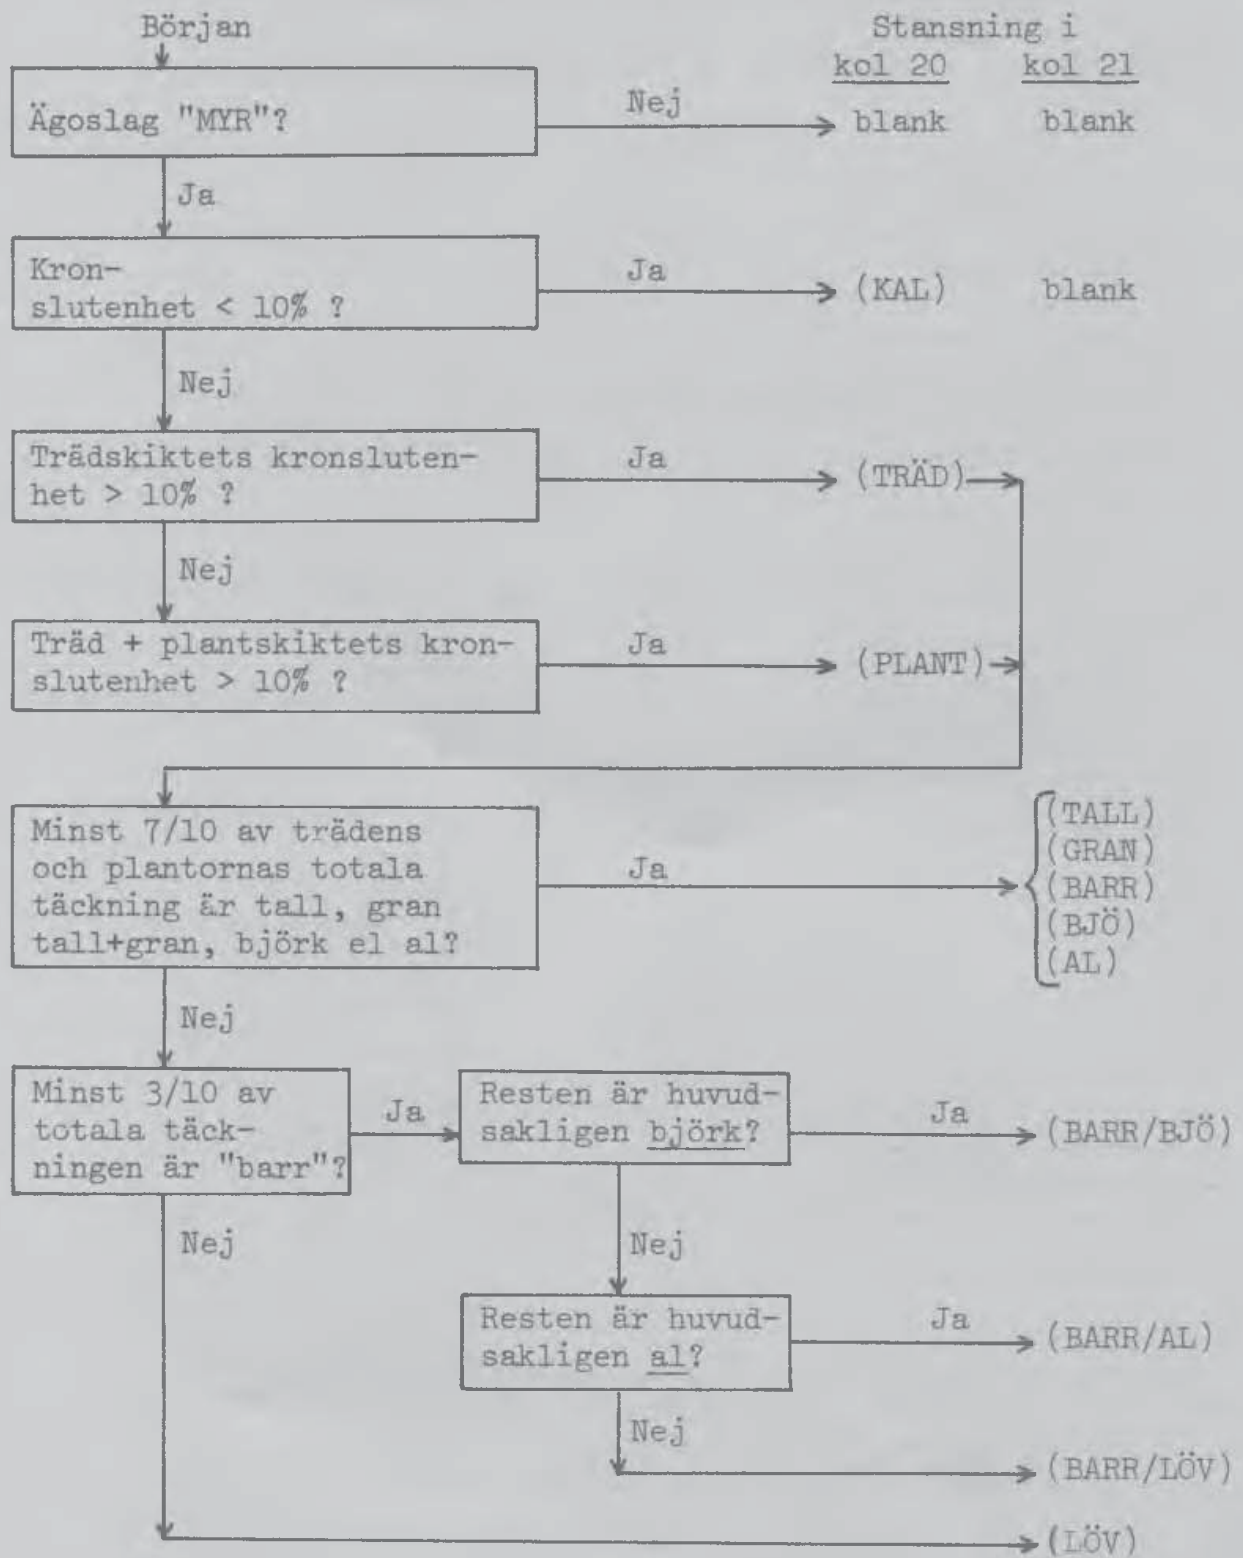 Början
Stansning i
kol 20 kol 21
Ägoslag "MYR"?
Nej
blank blank
Ja
Kron-
slutenhet < 10% ?
Ja
(KAL) blank
Nej
Trädskiktets kronsluten-
het > 10% ?
Ja
(TRÄD)
Nej
Träd + plantskiktets kron-
slutenhet > 10% ?
Ja
(PLANT)
Minst 7/10 av trädens
och plantornas totala
täckning är tall, gran
tall+gran, björk el al?
Ja
(TALL)
(GRAN)
(BARR)
(BJÖ)
(AL)
Nej
Minst 3/10 av
totala täck-
ningen är "barr"?
Ja
Resten är huvud-
sakligen björk?
Ja
(BARR/BJÖ)
Nej
Nej
Resten är huvud-
sakligen al?
Ja
(BARR/AL)
Nej
(BARR/LÖV)
(LÖV)